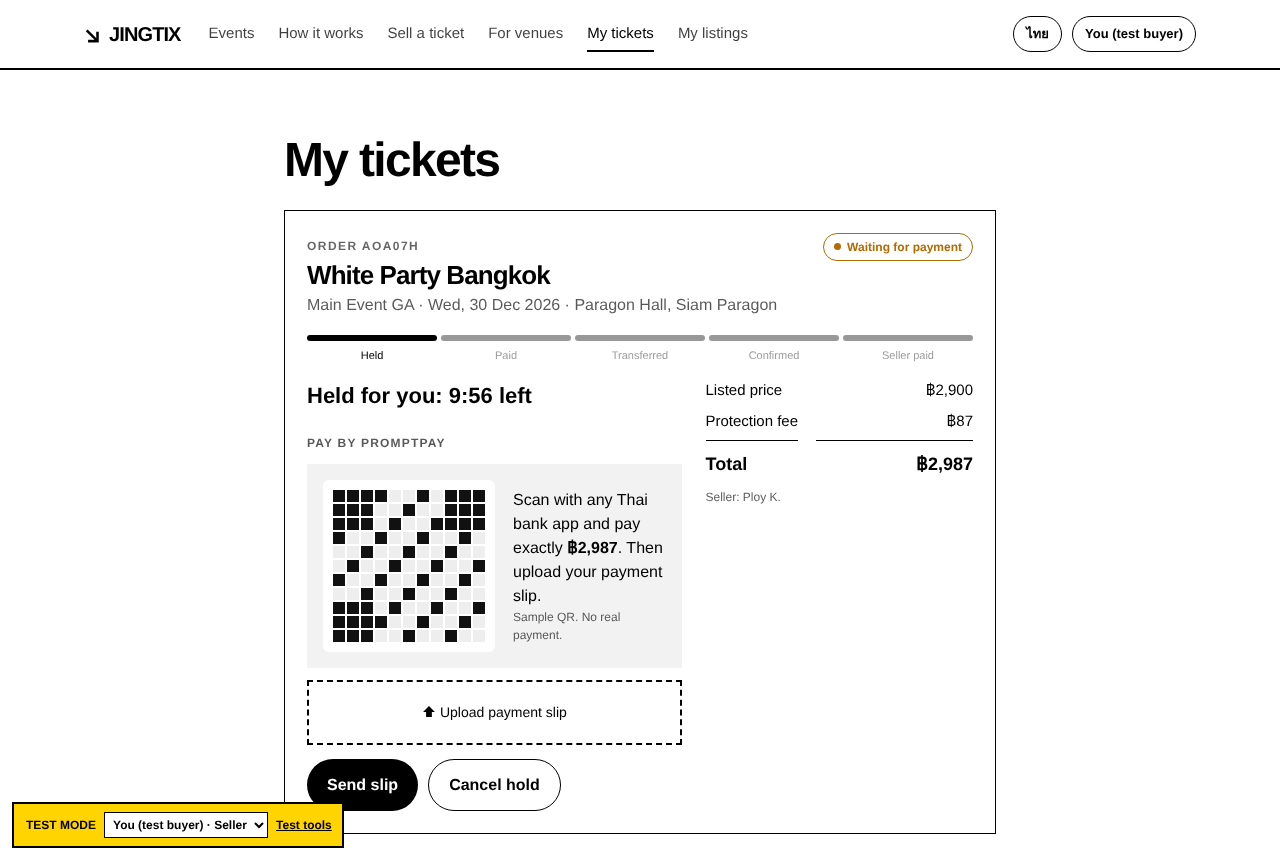 JINGTIX
Events
How it works
Sell a ticket
For venues
My tickets
My listings
ไทย
You (test buyer)
My tickets
ORDER AOA07H
Waiting for payment
White Party Bangkok
Main Event GA · Wed, 30 Dec 2026 · Paragon Hall, Siam Paragon
Held
Paid
Transferred
Confirmed
Seller paid
Held for you: 9:56 left
PAY BY PROMPTPAY
Scan with any Thai
bank app and pay
exactly ฿2,987. Then
upload your payment
slip.
Sample QR. No real
payment.
Upload payment slip
Send slip
Cancel hold
Listed price ฿2,900
Protection fee ฿87
Total ฿2,987
Seller: Ploy K.
TEST MODE
You (test buyer) · Seller
Test tools